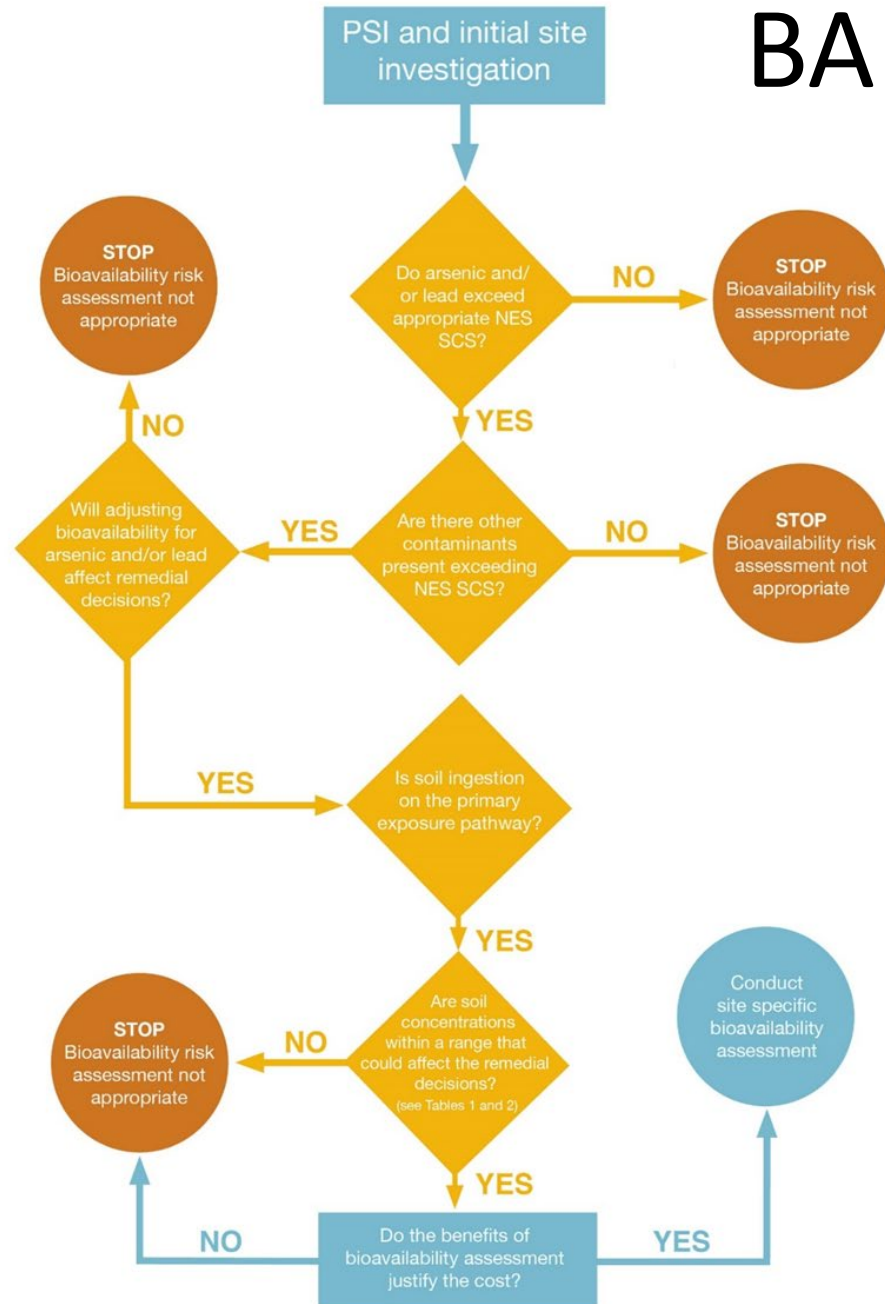 PSI and initial site
investigation
BA
STOP
Bioavailability risk
assessment not
appropriate
Do arsenic and/
or lead exceed
appropriate NES
SCS?
NO
STOP
Bioavailability risk
assessment not
appropriate
NO
YES
Will adjusting
bioavailability for
arsenic and/or lead
affect remedial
decisions?
YES
Are there other
contaminants
present exceeding
NES SCS?
NO
STOP
Bioavailability risk
assessment not
appropriate
YES
Is soil ingestion
on the primary
exposure pathway?
YES
STOP
Bioavailability risk
assessment not
appropriate
NO
Are soil
concentrations
within a range that
could affect the remedial
decisions?
(see Tables 1 and 2)
Conduct
site specific
bioavailability
assessment
YES
NO
Do the benefits of
bioavailability assessment
justify the cost?
YES